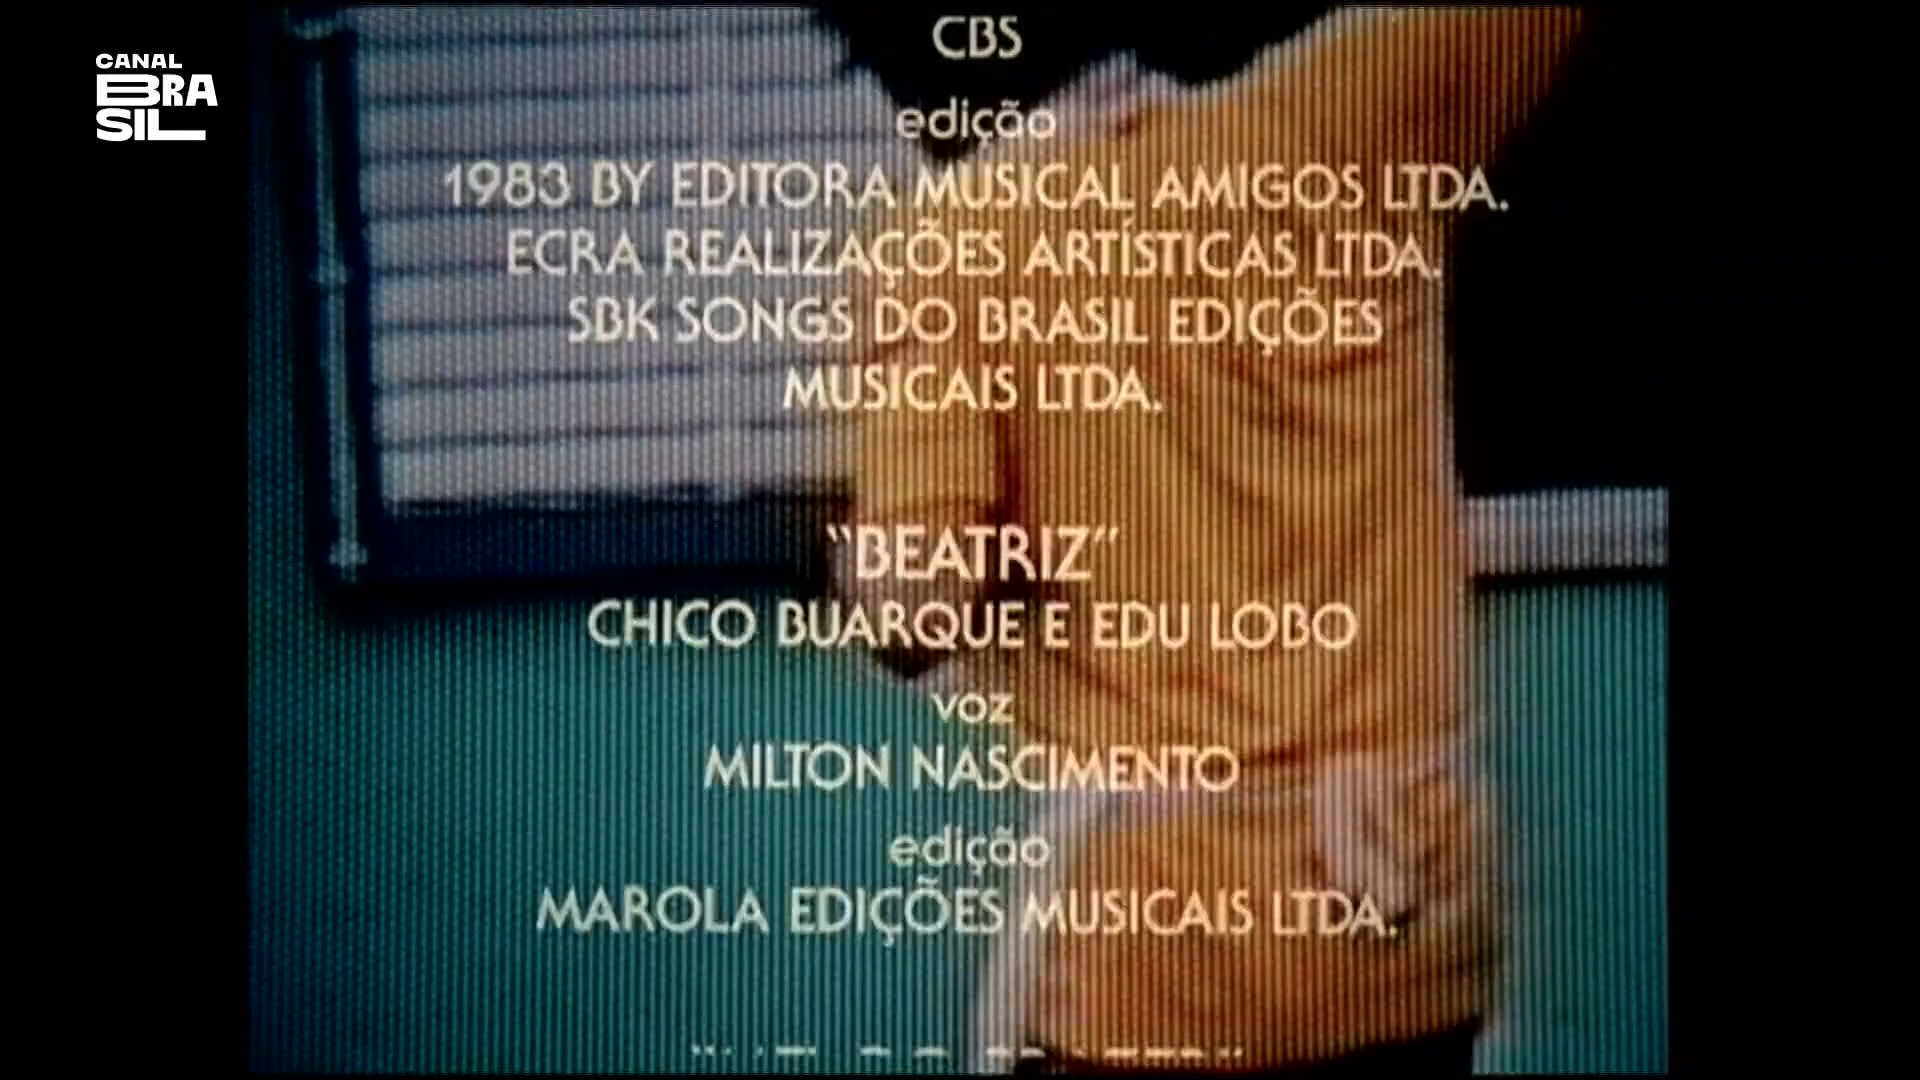 CANAL
BRA
SIL
CBS
edição
1983 BY EDITORA MUSICAL AMIGOS LTDA.
ECRA REALIZAÇÕES ARTÍSTICAS LTDA.
SBK SONGS DO BRASIL EDIÇÕES
MUSICAIS LTDA.
"BEATRIZ"
CHICO BUARQUE E EDU LOBO
voz
MILTON NASCIMENTO
edição
MAROLA EDIÇÕES MUSICAIS LTDA.